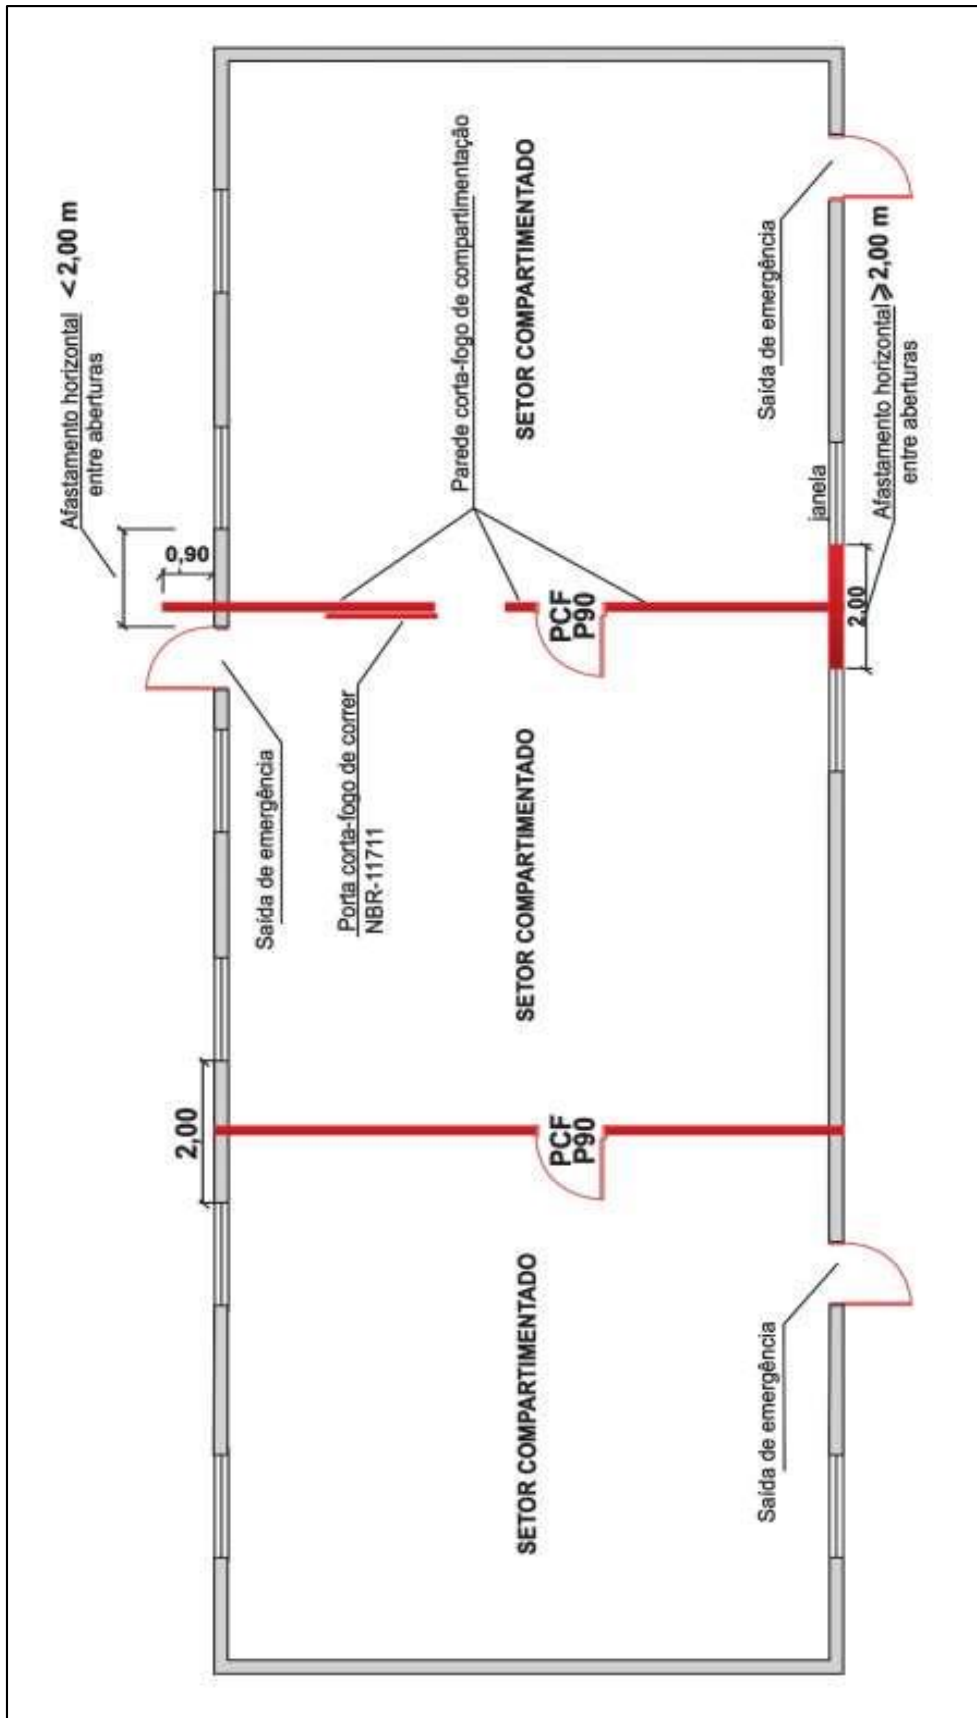 Afastamento horizontal < 2,00 m
entre aberturas
0,90
Parede corta-fogo de compartimentação
SETOR COMPARTIMENTADO
Saída de emergência
janela
Afastamento horizontal ⩾ 2,00 m
entre aberturas
2,00
PCF
P90
Saída de emergência
Porta corta-fogo de correr
NBR-11711
SETOR COMPARTIMENTADO
2,00
PCF
P90
SETOR COMPARTIMENTADO
Saída de emergência